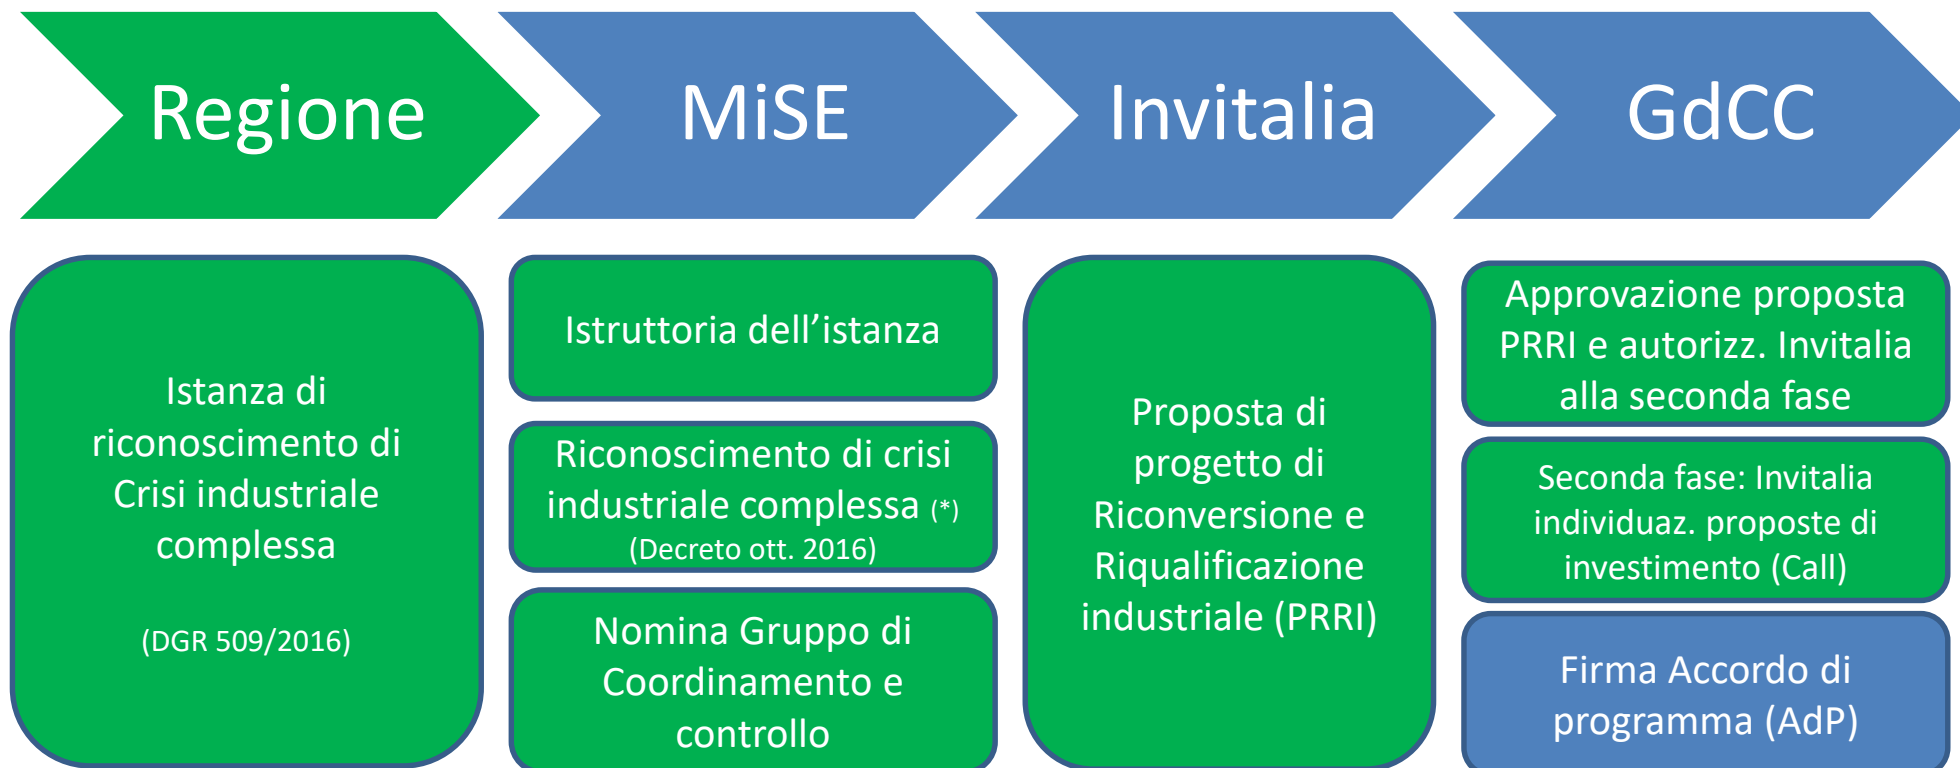 Regione
MiSE
Invitalia
GdCC
Istanza di
riconoscimento di
Crisi industriale
complessa
(DGR 509/2016)
Istruttoria dell’istanza
Riconoscimento di crisi
industriale complessa (*)
(Decreto ott. 2016)
Nomina Gruppo di
Coordinamento e
controllo
Proposta di
progetto di
Riconversione e
Riqualificazione
industriale (PRRI)
Approvazione proposta
PRRI e autorizz. Invitalia
alla seconda fase
Seconda fase: Invitalia
individuaz. proposte di
investimento (Call)
Firma Accordo di
programma (AdP)